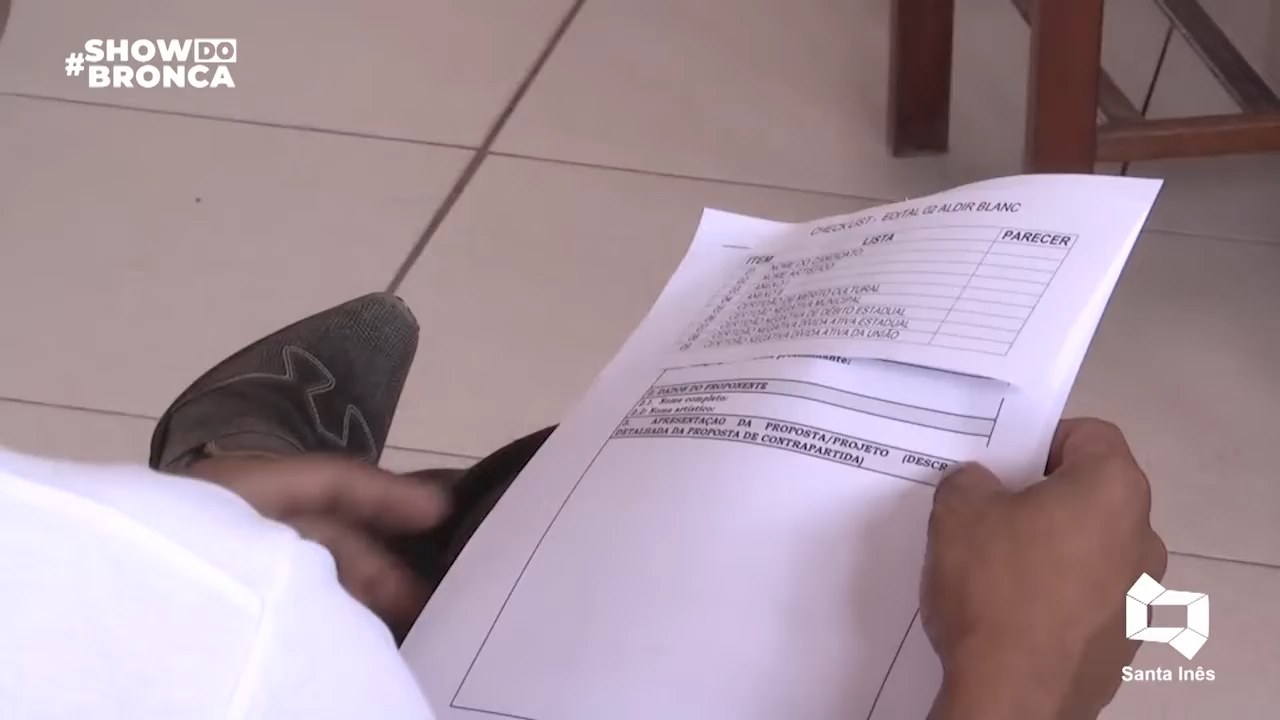 #SHOW DO
BRONCA
CHECK LIST - EDITAL 02 ALDIR BLANC
ITEM LISTA PARECER
NOME DO CANDIDATO
NOME ARTÍSTICO
ANEXO I
ANEXO II
CERTIDÃO DE MÉRITO CULTURAL
CERTIDÃO NEGATIVA MUNICIPAL
CERTIDÃO NEGATIVA DE DÉBITO ESTADUAL
CERTIDÃO NEGATIVA DÍVIDA ATIVA ESTADUAL
CERTIDÃO NEGATIVA DÍVIDA ATIVA DA UNIÃO
DADOS DO PROPONENTE
Nome completo:
Nome artístico:
3. APRESENTAÇÃO DA PROPOSTA/PROJETO (DESCR
DETALHADA DA PROPOSTA DE CONTRAPARTIDA)
Santa Inês